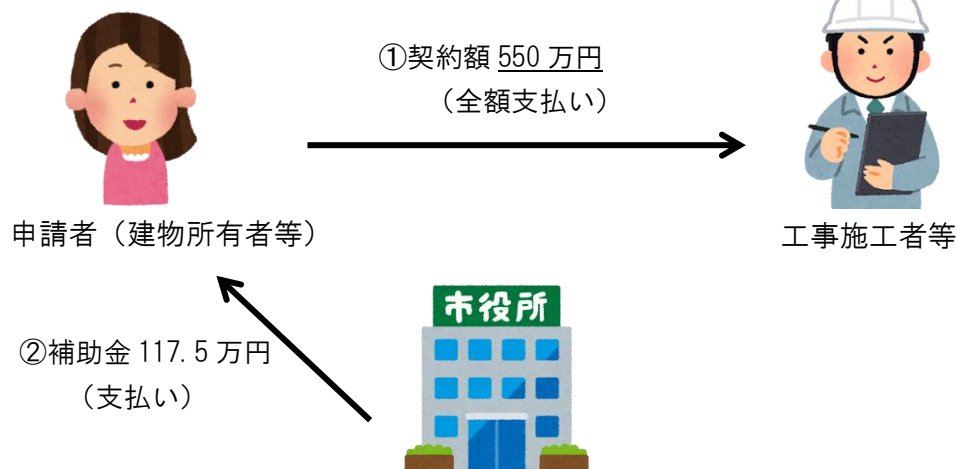 ①契約額 550 万円
（全額支払い）
申請者（建物所有者等）
工事施工者等
市役所
②補助金 117.5 万円
（支払い）